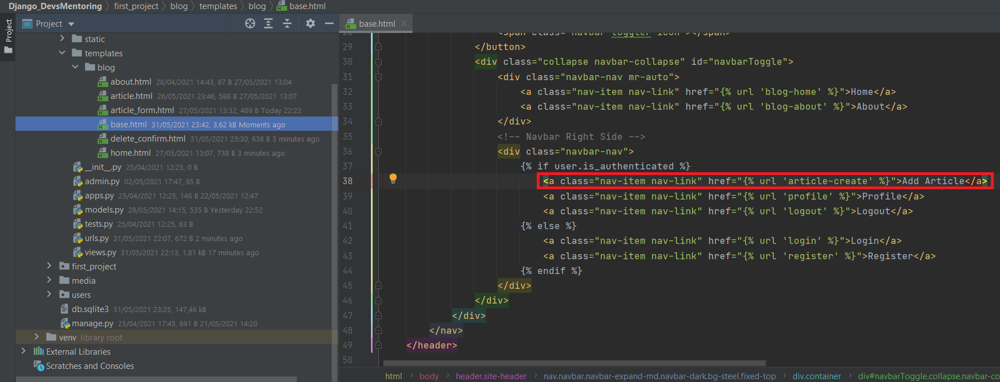 Django_DevsMentoring first_project blog templates blog base.html
Project
Project
static
templates
blog
about.html 28/04/2021 14:43, 87 B 27/05/2021 13:04
article.html 26/05/2021 23:46, 588 B 27/05/2021 13:07
article_form.html 27/05/2021 13:32, 489 B Today 22:22
base.html 31/05/2021 23:42, 3,62 kB Moments ago
delete_confirm.html 31/05/2021 23:30, 638 B 3 minutes ago
home.html 27/05/2021 13:07, 738 B 3 minutes ago
__init__.py 25/04/2021 12:25, 0 B
admin.py 02/05/2021 17:47, 95 B
apps.py 25/04/2021 12:25, 146 B 22/05/2021 12:47
models.py 28/05/2021 14:15, 535 B Yesterday 22:52
tests.py 25/04/2021 12:25, 63 B
urls.py 31/05/2021 22:07, 672 B 2 minutes ago
views.py 31/05/2021 22:13, 1,81 kB 17 minutes ago
first_project
media
users
db.sqlite3 31/05/2021 23:25, 147,46 kB
manage.py 23/04/2021 17:45, 691 B 21/05/2021 14:20
venv library root
External Libraries
Scratches and Consoles
base.html
28 <span class="navbar-toggler-icon"></span>
29 </button>
30 <div class="collapse navbar-collapse" id="navbarToggle">
31 <div class="navbar-nav mr-auto">
32 <a class="nav-item nav-link" href="{% url 'blog-home' %}">Home</a>
33 <a class="nav-item nav-link" href="{% url 'blog-about' %}">About</a>
34 </div>
35 <!-- Navbar Right Side -->
36 <div class="navbar-nav">
37 {% if user.is_authenticated %}
38 <a class="nav-item nav-link" href="{% url 'article-create' %}">Add Article</a>
39 <a class="nav-item nav-link" href="{% url 'profile' %}">Profile</a>
40 <a class="nav-item nav-link" href="{% url 'logout' %}">Logout</a>
41 {% else %}
42 <a class="nav-item nav-link" href="{% url 'login' %}">Login</a>
43 <a class="nav-item nav-link" href="{% url 'register' %}">Register</a>
44 {% endif %}
45 </div>
46 </div>
47 </div>
48 </nav>
49 </header>
50
html body header.site-header nav.navbar.navbar-expand-md.navbar-dark.bg-steel.fixed-top div.container div#navbarToggle.collapse.navbar-co